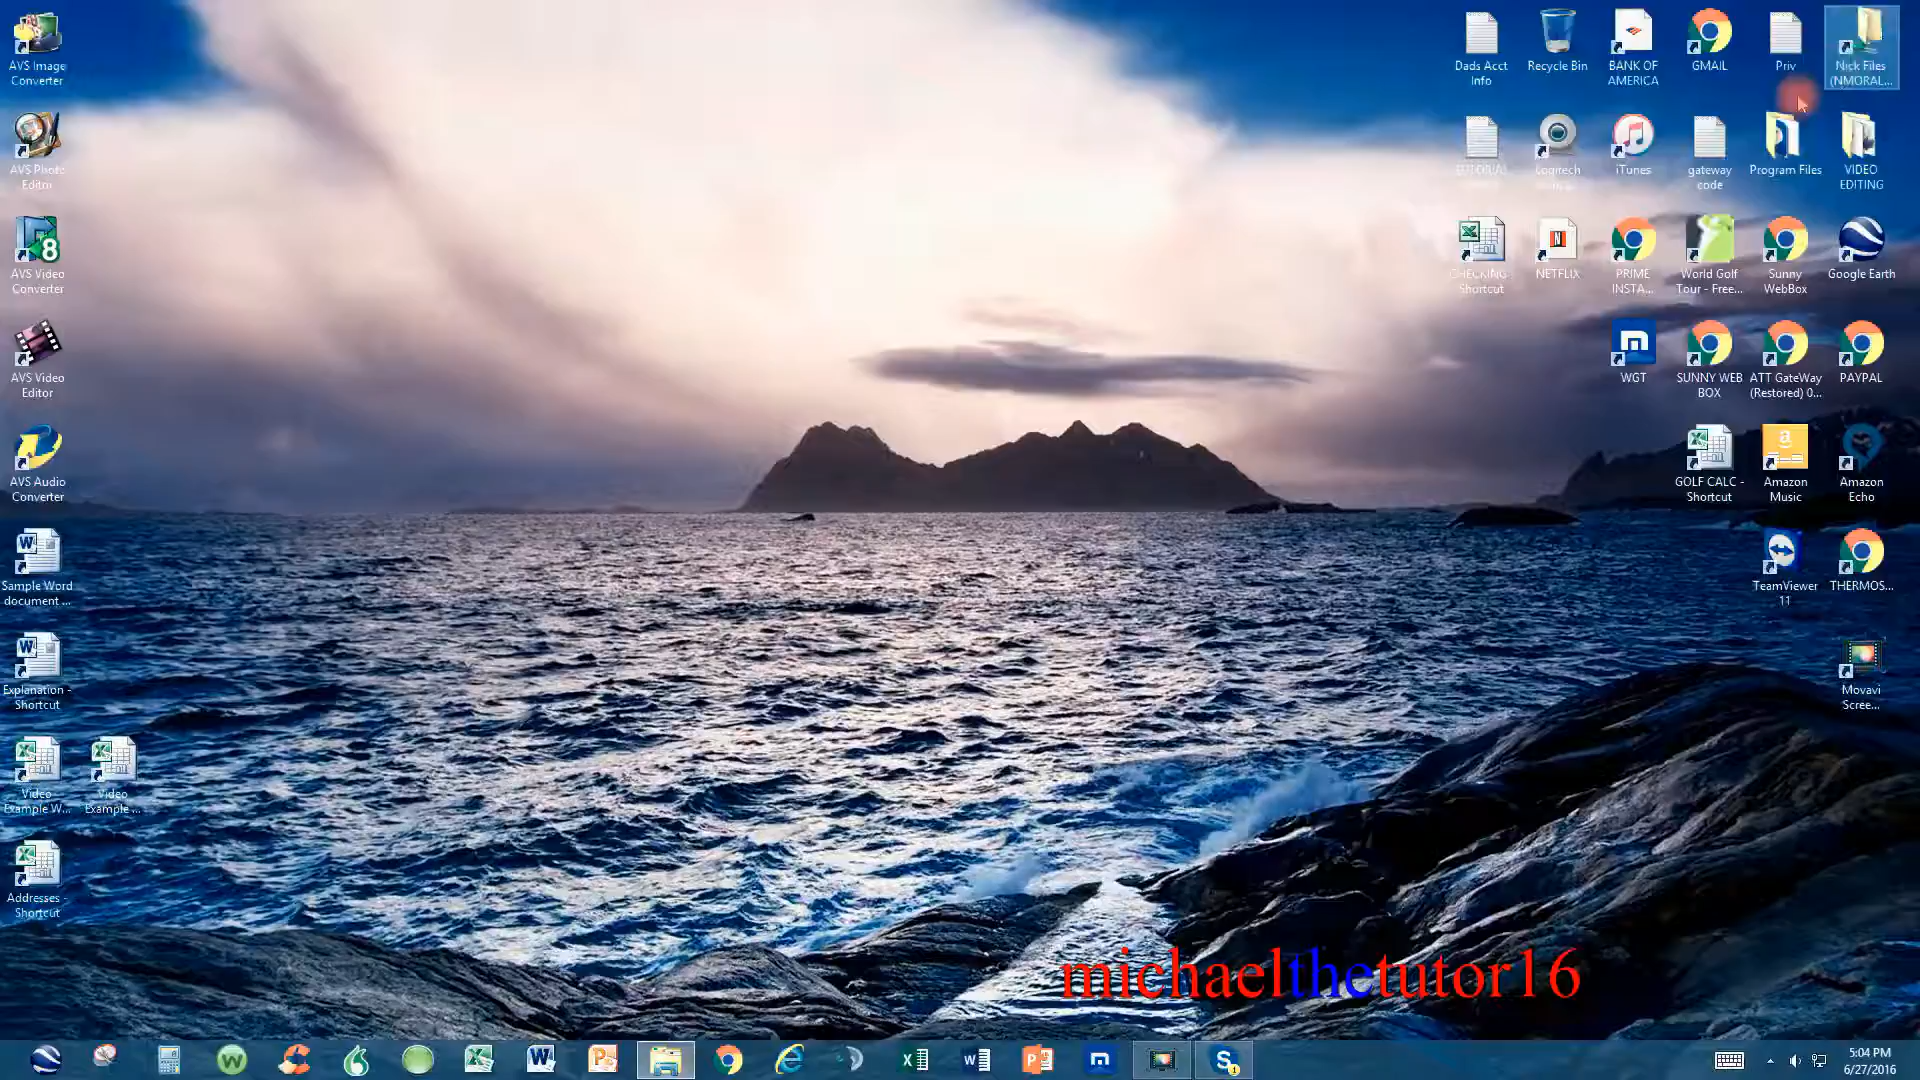 AVS Image
Converter
AVS Photo
Editor
8
AVS Video
Converter
AVS Video
Editor
AVS Audio
Converter
Sample Word
document ...
Explanation -
Shortcut
Video
Example W...
Video
Example ...
Addresses -
Shortcut
Dads Acct
Info
Recycle Bin
BANK OF
AMERICA
GMAIL
Priv
Nick Files
(NMORAL...
TUTORIAL
Logitech
iTunes
gateway
code
Program Files
VIDEO
EDITING
CHECKING -
Shortcut
N
NETFLIX
PRIME
INSTA...
World Golf
Tour - Free...
Sunny
WebBox
Google Earth
WGT
SUNNY WEB
BOX
ATT GateWay
(Restored) 0...
PAYPAL
GOLF CALC -
Shortcut
Amazon
Music
Amazon
Echo
TeamViewer
11
THERMOS...
Movavi
Scree...
michaelthetutor16
5:04 PM
6/27/2016